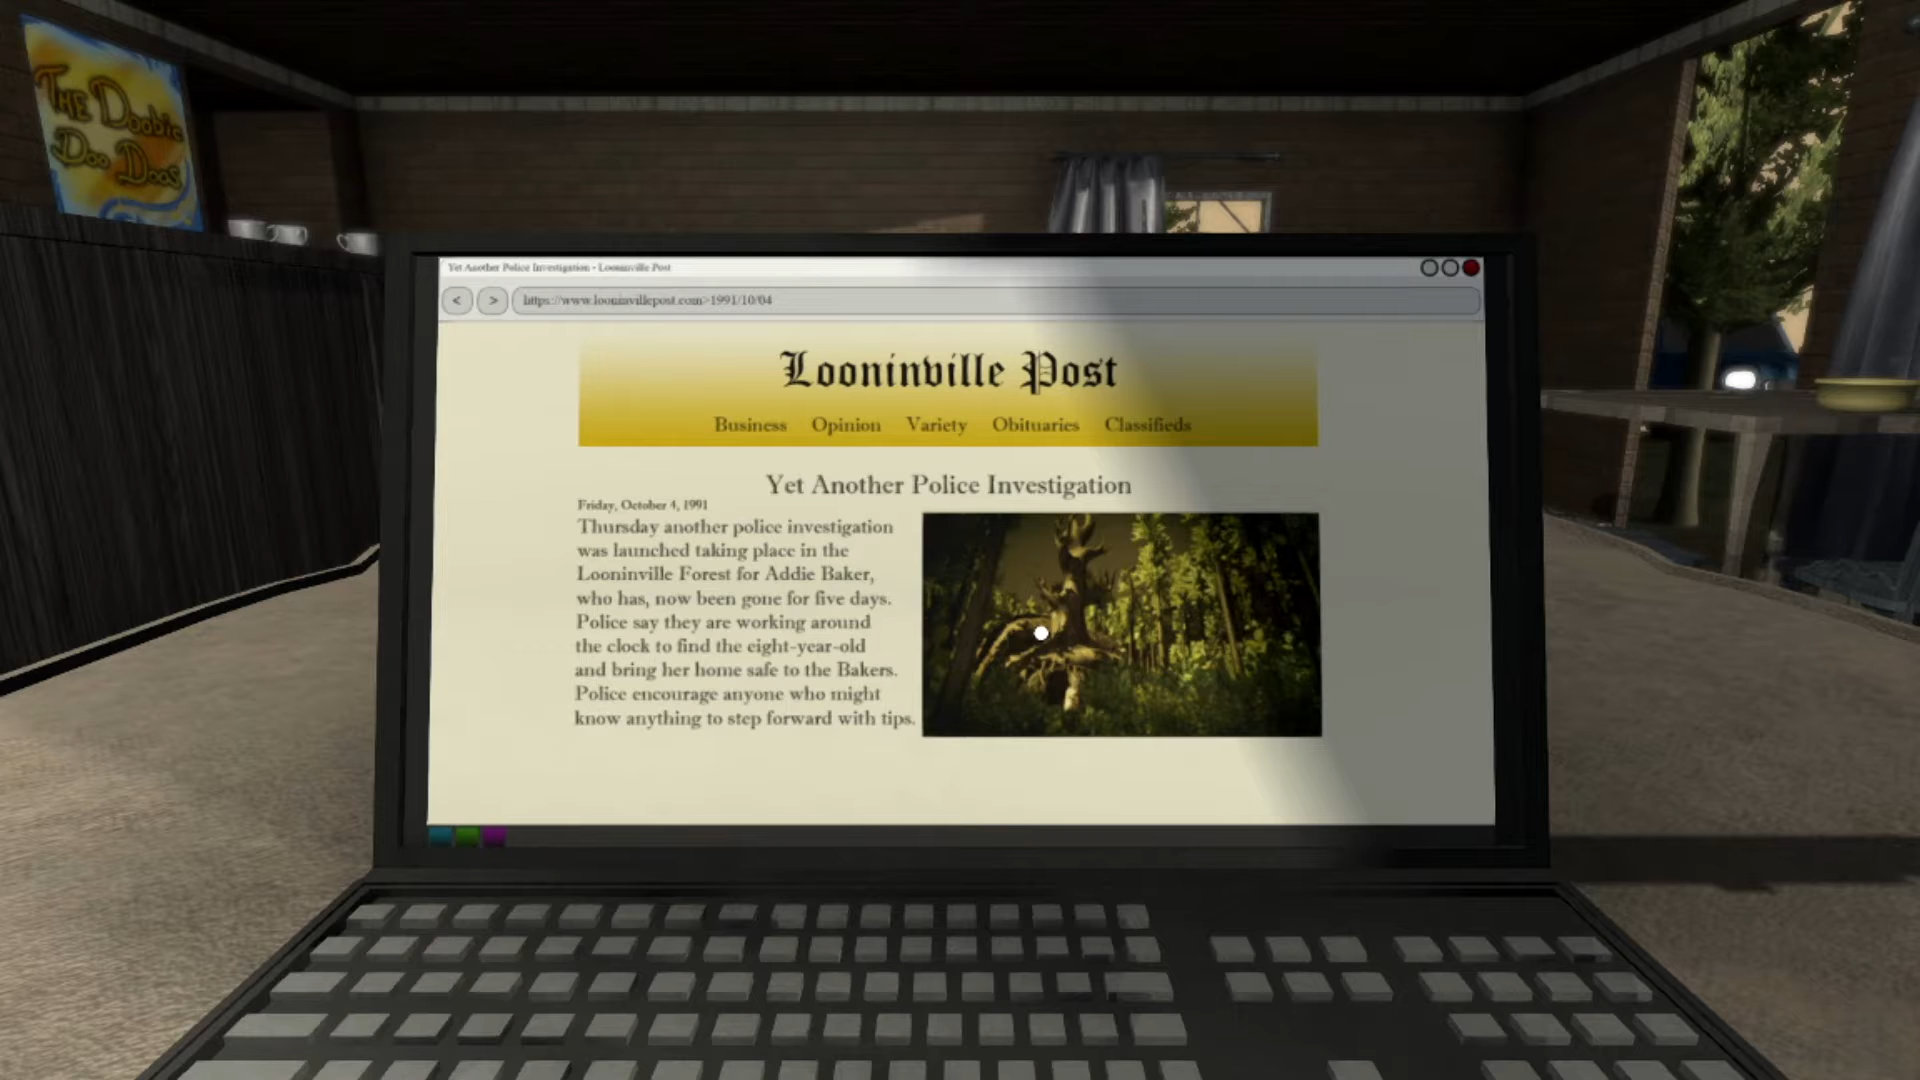 THE Doobie
Doo Doos
Yet Another Police Investigation - Looninville Post
<
>
https://www.looninvillepost.com>1991/10/04
Looninville Post
Business Opinion Variety Obituaries Classifieds
Yet Another Police Investigation
Friday, October 4, 1991
Thursday another police investigation
was launched taking place in the
Looninville Forest for Addie Baker,
who has, now been gone for five days.
Police say they are working around
the clock to find the eight-year-old
and bring her home safe to the Bakers.
Police encourage anyone who might
know anything to step forward with tips.